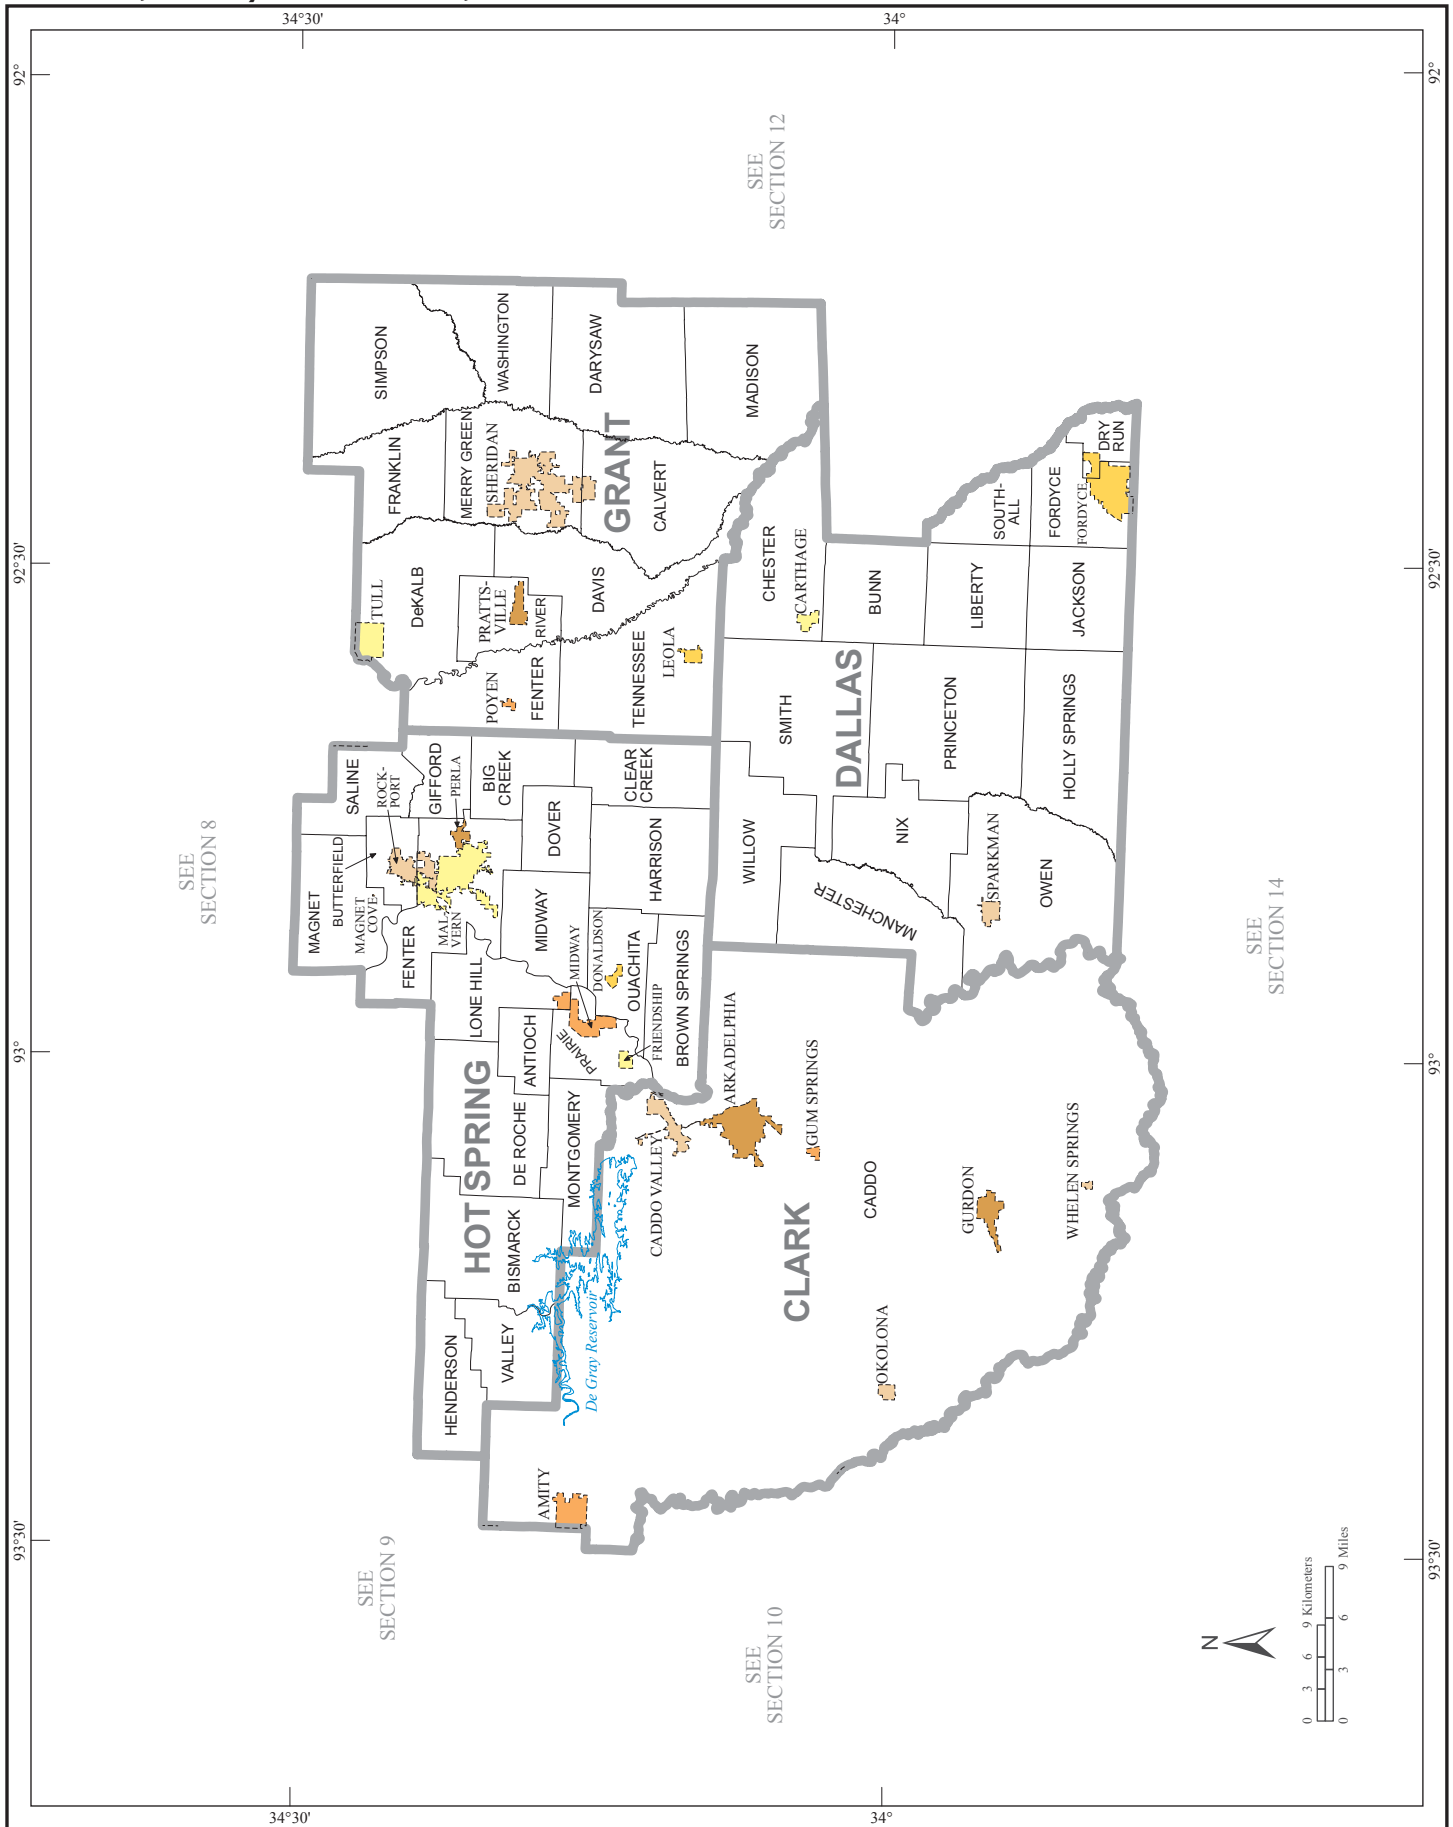 34°30'
34°
92°
92°
SEE
SECTION 12
SIMPSON
WASHINGTON
DARYSAW
MADISON
FRANKLIN
MERRY GREEN
SHERIDAN
GRANT
CALVERT
DRY
RUN
SOUTH-
ALL
FORDYCE
FORDYCE
92°30'
92°30'
TULL
DeKALB
PRATTS-
VILLE
RIVER
DAVIS
CHESTER
CARTHAGE
BUNN
LIBERTY
JACKSON
POYEN
FENTER
TENNESSEE
LEOLA
SMITH
DALLAS
PRINCETON
HOLLY SPRINGS
SEE
SECTION 8
SALINE
ROCK-
PORT
GIFFORD
PERLA
BIG
CREEK
CLEAR
CREEK
MAGNET
BUTTERFIELD
MAGNET
COVE
FENTER
MAL-
VERN
DOVER
MIDWAY
HARRISON
WILLOW
NIX
MANCHESTER
SPARKMAN
OWEN
SEE
SECTION 14
LONE HILL
ANTIOCH
PRAIRIE
MIDWAY
DONALDSON
OUACHITA
FRIENDSHIP
BROWN SPRINGS
93°
93°
HOT SPRING
DE ROCHE
MONTGOMERY
BISMARCK
VALLEY
HENDERSON
De Gray Reservoir
CADDO VALLEY
ARKADELPHIA
GUM SPRINGS
CADDO
CLARK
GURDON
WHELEN SPRINGS
OKOLONA
AMITY
93°30'
93°30'
SEE
SECTION 9
SEE
SECTION 10
N
0 3 6 9 Kilometers
0 3 6 9 Miles
34°30'
34°